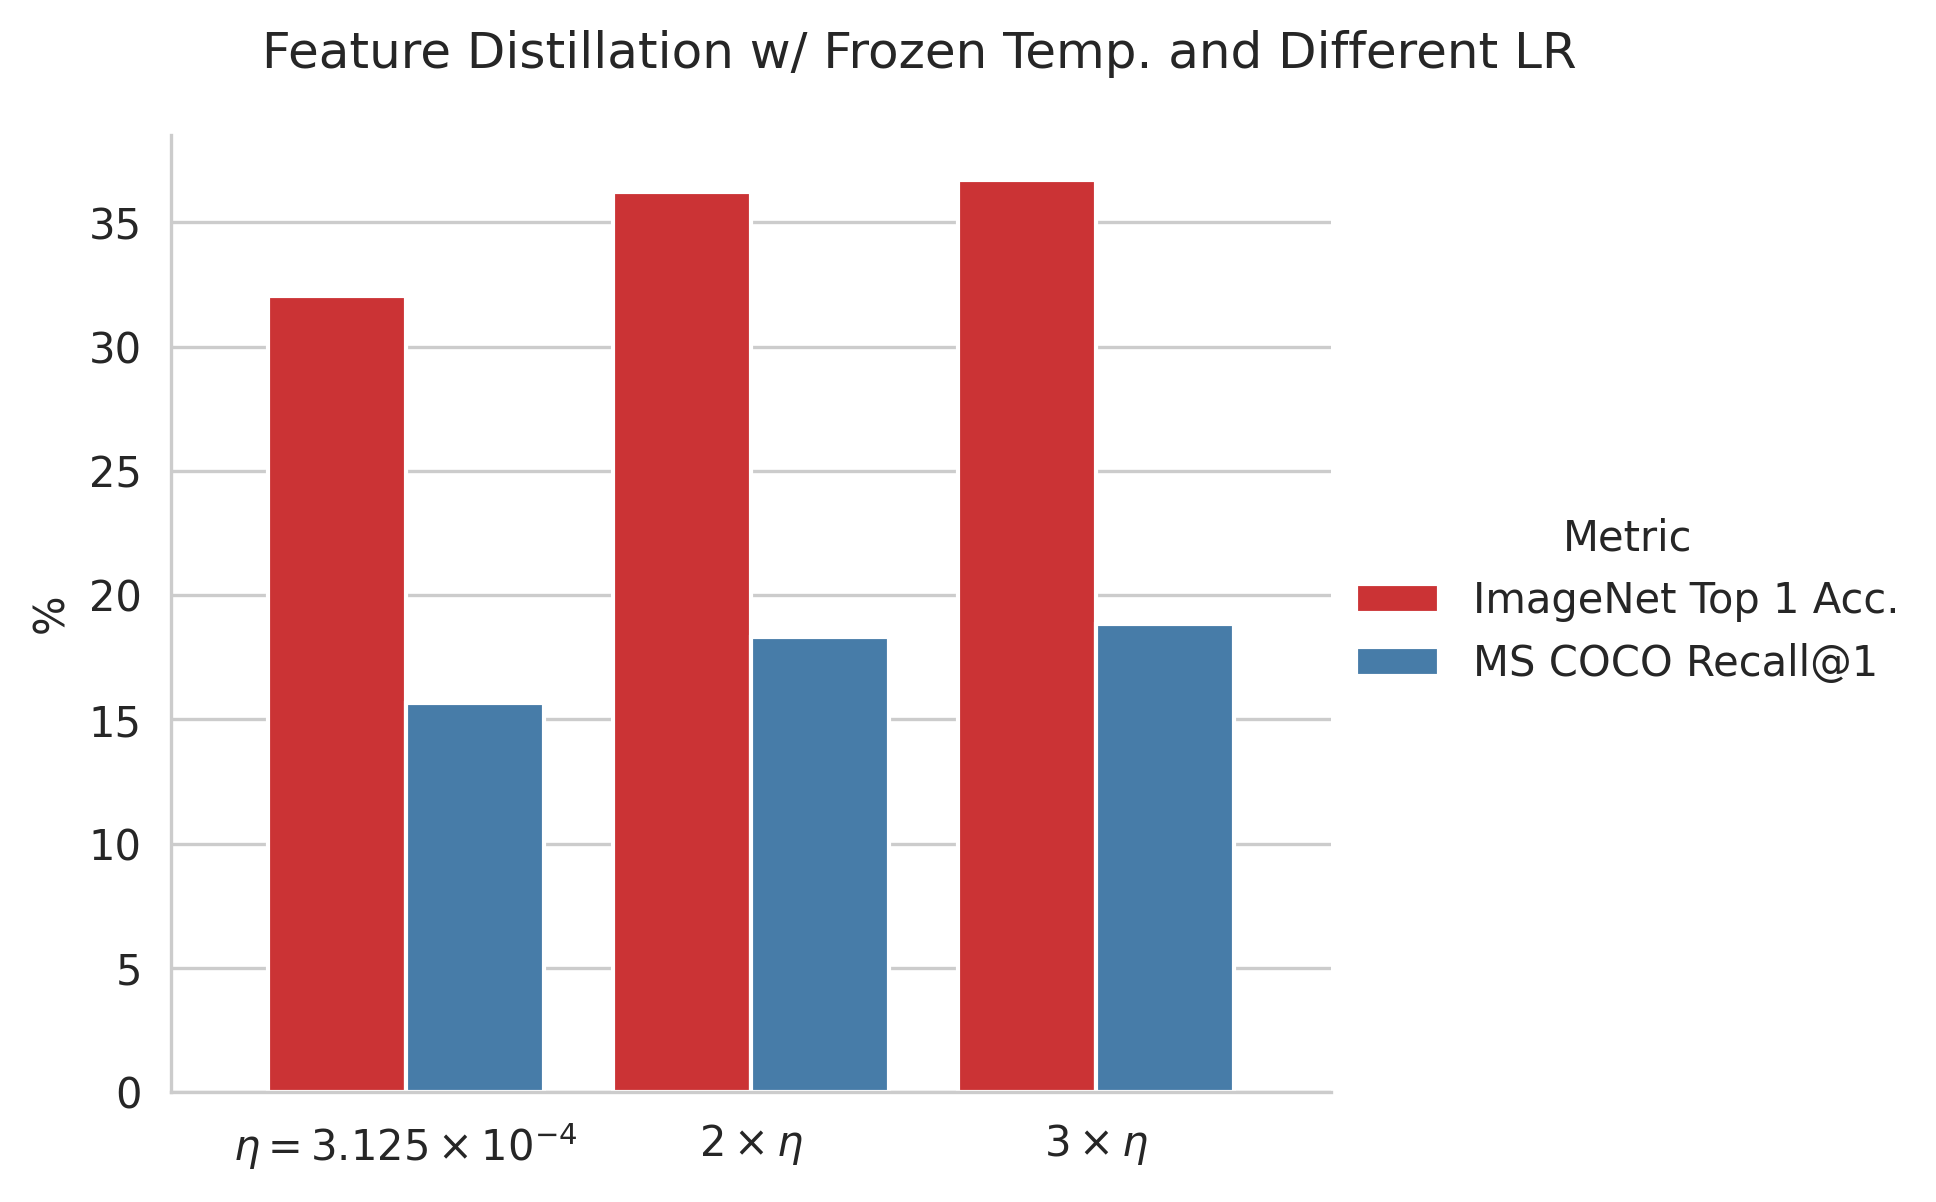 Feature Distillation w/ Frozen Temp. and Different LR
%
35
30
25
20
15
10
5
0
η = 3.125 × 10⁻⁴
2 × η
3 × η
Metric
ImageNet Top 1 Acc.
MS COCO Recall@1